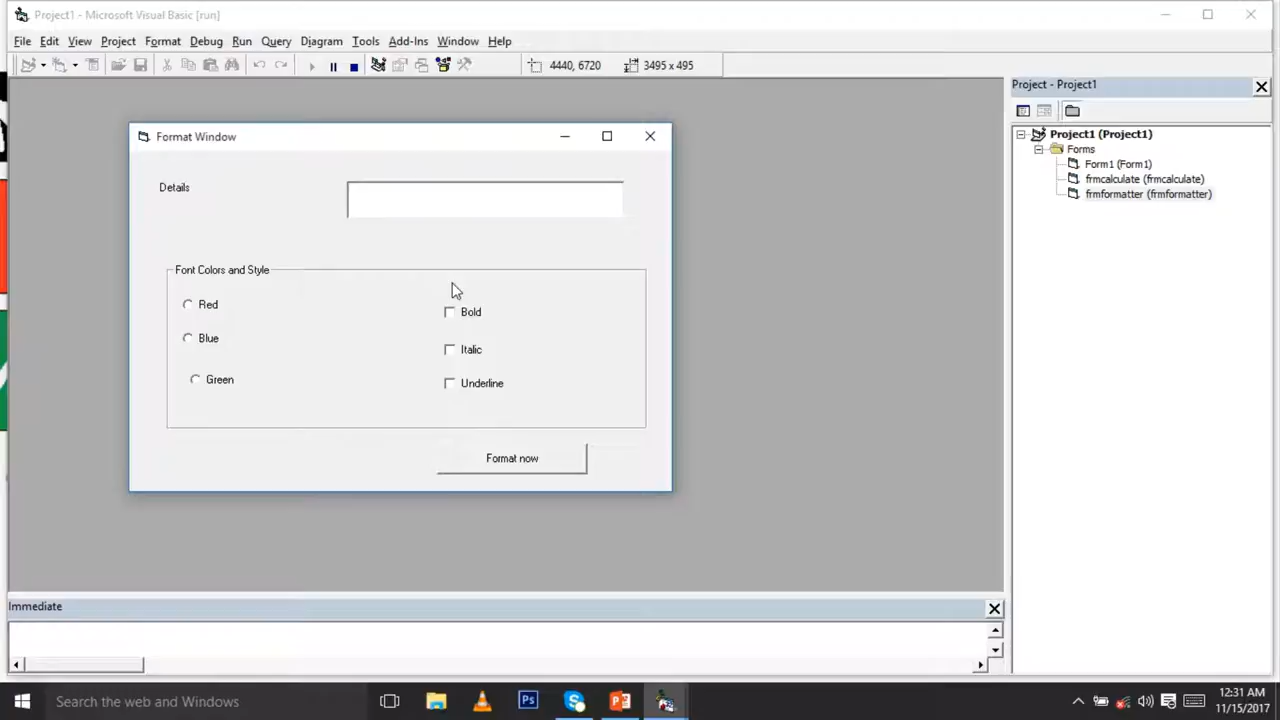 Project1 - Microsoft Visual Basic [run]
File Edit View Project Format Debug Run Query Diagram Tools Add-Ins Window Help
4440, 6720 3495 x 495
Project - Project1
Project1 (Project1)
Forms
Form1 (Form1)
frmcalculate (frmcalculate)
frmformatter (frmformatter)
Format Window
Details
Font Colors and Style
Red
Bold
Blue
Italic
Green
Underline
Format now
Immediate
Search the web and Windows
Ps
12:31 AM
11/15/2017